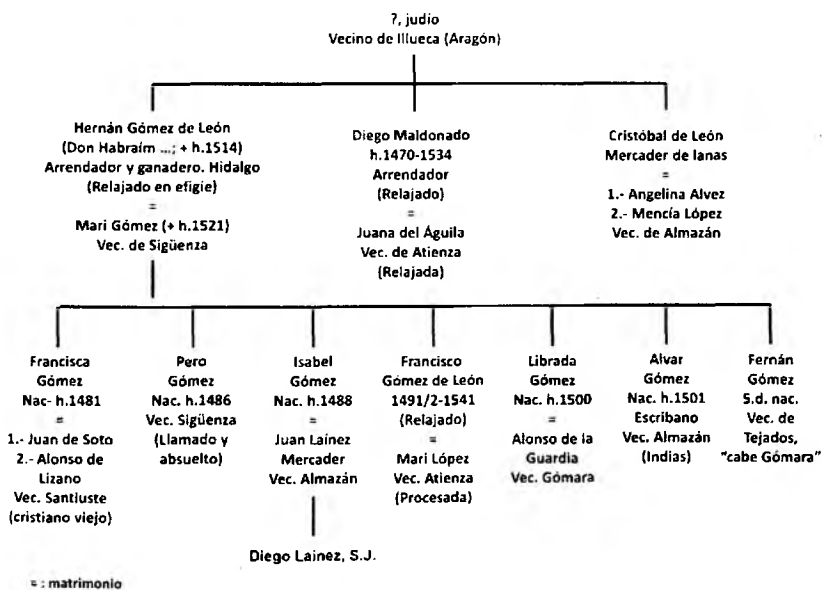 ?, judío
Vecino de Illueca (Aragón)
Hernán Gómez de León
(Don Habraím ...; + h.1514)
Arrendador y ganadero. Hidalgo
(Relajado en efigie)
=
Mari Gómez (+ h.1521)
Vec. de Sigüenza
Diego Maldonado
h.1470-1534
Arrendador
(Relajado)
=
Juana del Águila
Vec. de Atienza
(Relajada)
Cristóbal de León
Mercader de lanas
=
1.- Angelina Alvez
2.- Mencía López
Vec. de Almazán
Francisca
Gómez
Nac- h.1481
=
1.- Juan de Soto
2.- Alonso de
Lizano
Vec. Santiuste
(cristiano viejo)
Pero
Gómez
Nac. h.1486
Vec. Sigüenza
(Llamado y
absuelto)
Isabel
Gómez
Nac. h.1488
=
Juan Laínez
Mercader
Vec. Almazán
Diego Lainez, S.J.
Francisco
Gómez de León
1491/2-1541
(Relajado)
=
Mari López
Vec. Atienza
(Procesada)
Librada
Gómez
Nac. h.1500
=
Alonso de la
Guardia
Vec. Gómara
Alvar
Gómez
Nac. h.1501
Escribano
Vec. Almazán
(Indias)
Fernán
Gómez
S.d. nac.
Vec. de
Tejados,
"cabe Gómara"
= : matrimonio